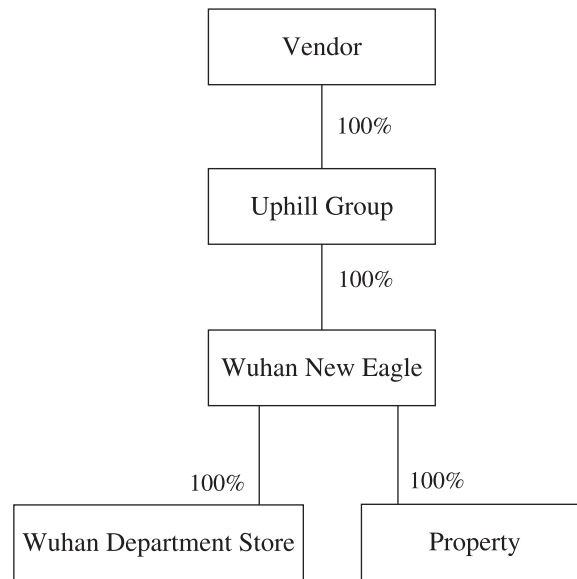 Vendor
100%
Uphill Group
100%
Wuhan New Eagle
100%
100%
Wuhan Department Store
Property